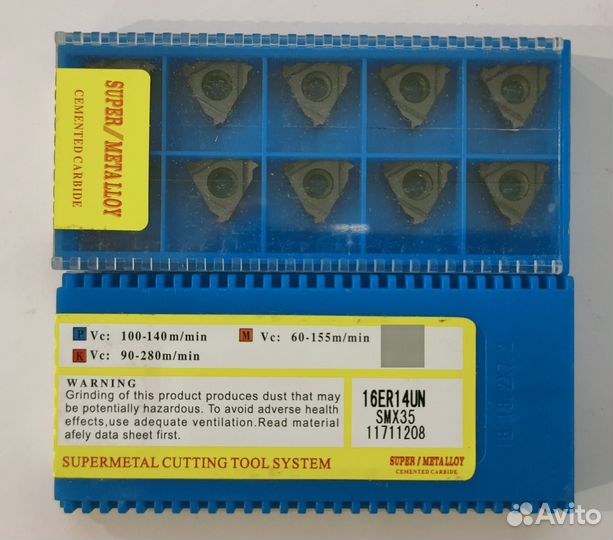 SUPER/METALLOY
CEMENTED CARBIDE
P Vc: 100-140m/min M Vc: 60-155m/min
K Vc: 90-280m/min
WARNING
Grinding of this product produces dust that may
be potentially hazardous. To avoid adverse health
effects,use adequate ventilation.Read material
afely data sheet first.
16ER14UN
SMX35
11711208
SUPERMETAL CUTTING TOOL SYSTEM
SUPER/METALLOY
CEMENTED CARBIDE
Avito